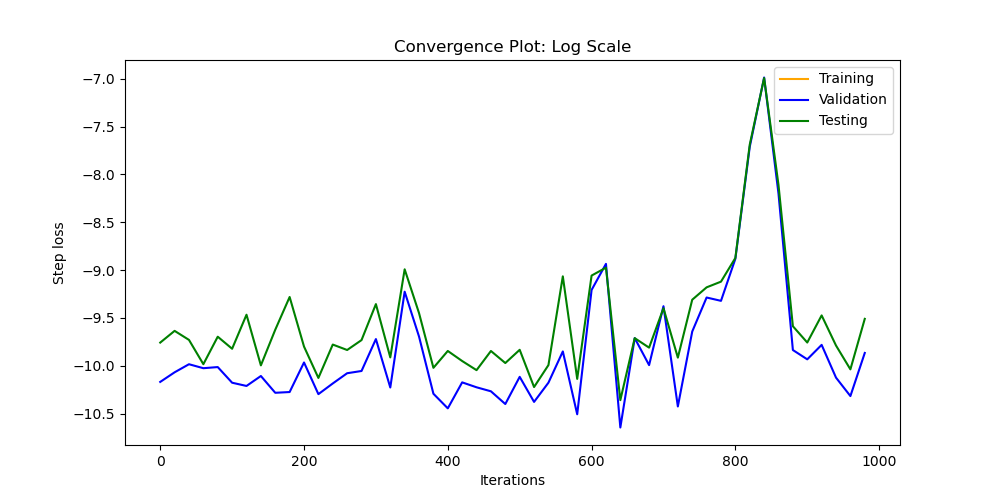 Convergence Plot: Log Scale
Training
Validation
Testing
−7.0
−7.5
−8.0
−8.5
−9.0
−9.5
−10.0
−10.5
Step loss
0 200 400 600 800 1000
Iterations